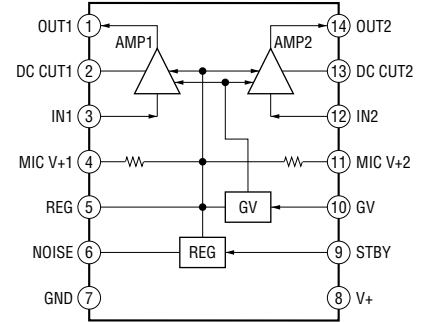 OUT1 1 AMP1 AMP2 14 OUT2
DC CUT1 2 13 DC CUT2
IN1 3 12 IN2
MIC V+1 4 11 MIC V+2
REG 5 GV 10 GV
NOISE 6 REG 9 STBY
GND 7 8 V+